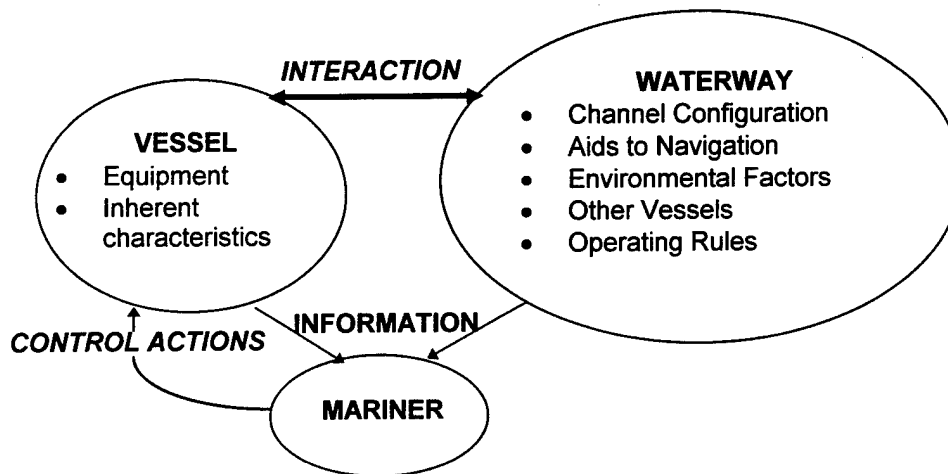 INTERACTION
WATERWAY
• Channel Configuration
• Aids to Navigation
• Environmental Factors
• Other Vessels
• Operating Rules
VESSEL
• Equipment
• Inherent
characteristics
INFORMATION
CONTROL ACTIONS
MARINER